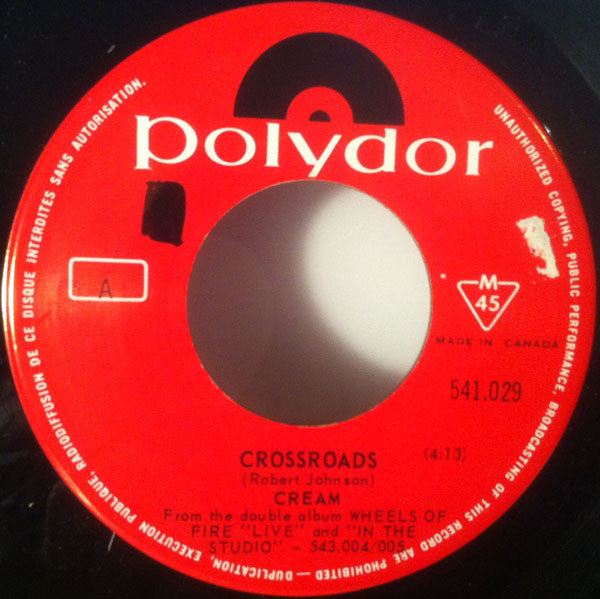 polydor
A
M
45
MADE IN CANADA
541.029
CROSSROADS
(4:13)
(Robert Johnson)
CREAM
From the double album WHEELS OF
FIRE "LIVE" and "IN THE
STUDIO" - 543.004/005
UNAUTHORIZED COPYING, PUBLIC PERFORMANCE, BROADCASTING OF THIS RECORD ARE PROHIBITED — DUPLICATION, EXECUTION PUBLIQUE, RADIODIFFUSION DE CE DISQUE INTERDITES SANS AUTORISATION.